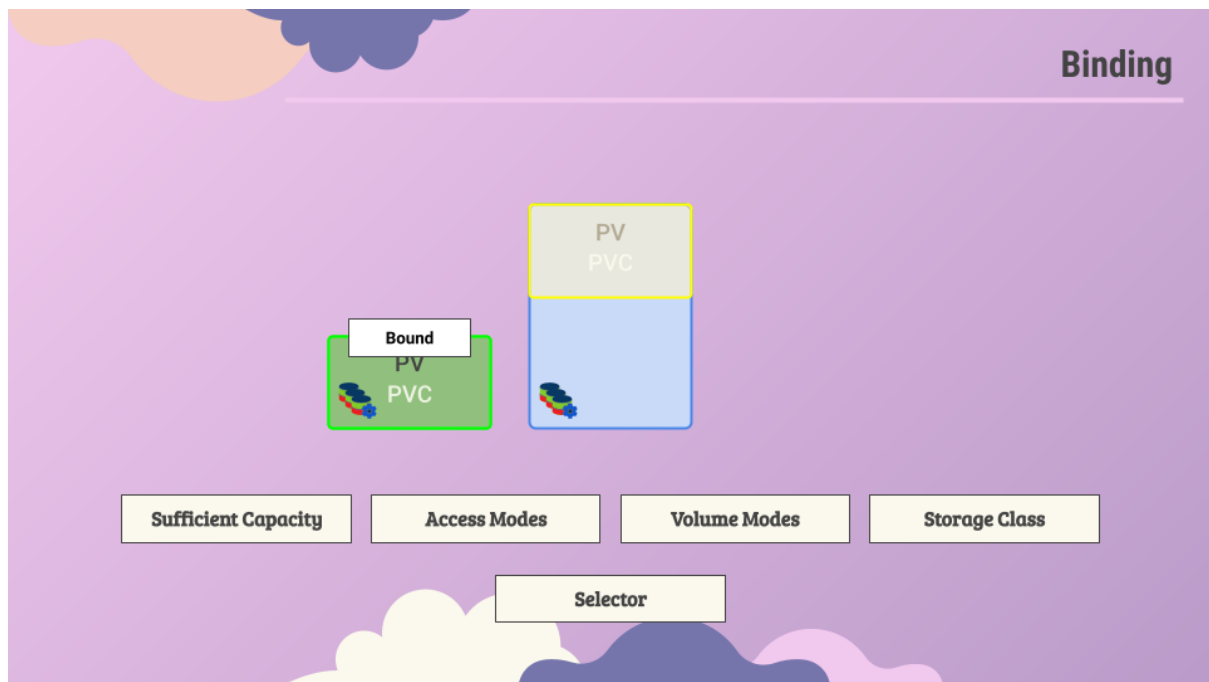 Binding
PV
PVC
Bound
PV
PVC
Sufficient Capacity
Access Modes
Volume Modes
Storage Class
Selector